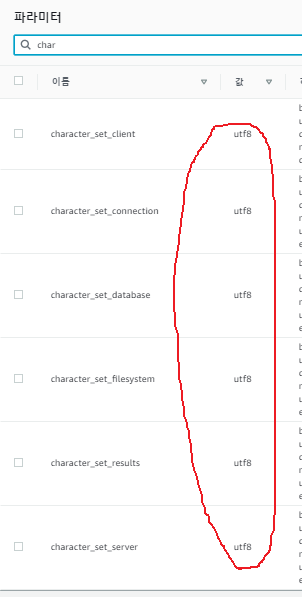 파라미터
char
이름 값
character_set_client utf8
character_set_connection utf8
character_set_database utf8
character_set_filesystem utf8
character_set_results utf8
character_set_server utf8